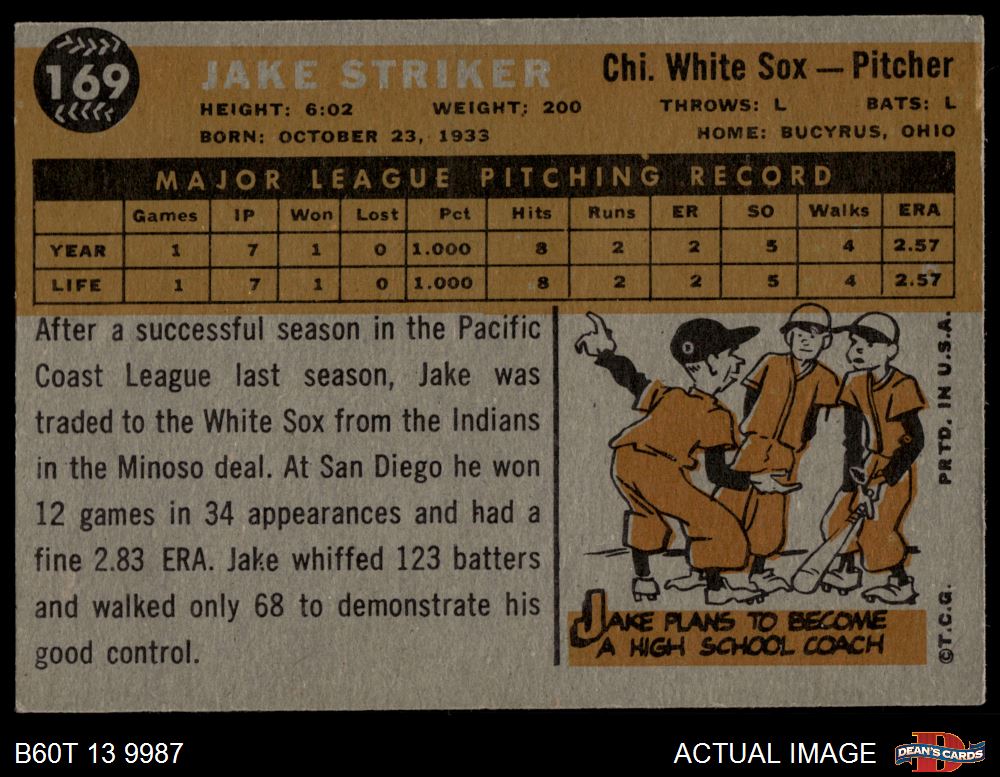 169
JAKE STRIKER
Chi. White Sox — Pitcher
HEIGHT: 6:02 WEIGHT: 200 THROWS: L BATS: L
BORN: OCTOBER 23, 1933 HOME: BUCYRUS, OHIO
MAJOR LEAGUE PITCHING RECORD
Games IP Won Lost Pct Hits Runs ER SO Walks ERA
YEAR 1 7 1 0 1.000 8 2 2 5 4 2.57
LIFE 1 7 1 0 1.000 8 2 2 5 4 2.57
After a successful season in the Pacific
Coast League last season, Jake was
traded to the White Sox from the Indians
in the Minoso deal. At San Diego he won
12 games in 34 appearances and had a
fine 2.83 ERA. Jake whiffed 123 batters
and walked only 68 to demonstrate his
good control.
JAKE PLANS TO BECOME
A HIGH SCHOOL COACH
©T.C.G. PRTD. IN U.S.A.
B60T 13 9987
ACTUAL IMAGE
DEAN'S CARDS